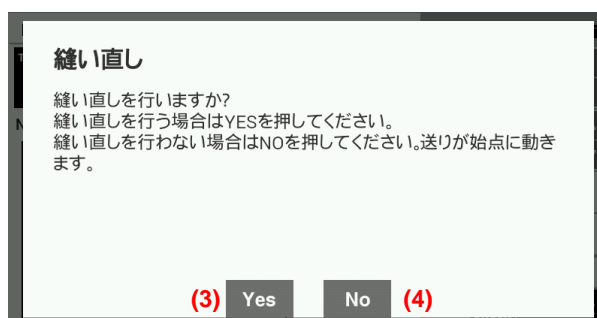 縫い直し
縫い直しを行いますか?
縫い直しを行う場合はYESを押してください。
縫い直しを行わない場合はNOを押してください。送りが始点に動き
ます。
(3) Yes No (4)